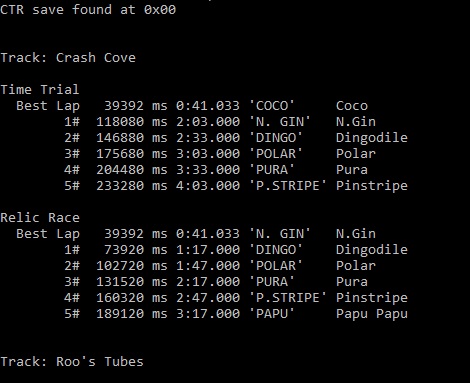 CTR save found at 0x00
Track: Crash Cove
Time Trial
Best Lap 39392 ms 0:41.033 'COCO' Coco
1# 118080 ms 2:03.000 'N. GIN' N.Gin
2# 146880 ms 2:33.000 'DINGO' Dingodile
3# 175680 ms 3:03.000 'POLAR' Polar
4# 204480 ms 3:33.000 'PURA' Pura
5# 233280 ms 4:03.000 'P.STRIPE' Pinstripe
Relic Race
Best Lap 39392 ms 0:41.033 'N. GIN' N.Gin
1# 73920 ms 1:17.000 'DINGO' Dingodile
2# 102720 ms 1:47.000 'POLAR' Polar
3# 131520 ms 2:17.000 'PURA' Pura
4# 160320 ms 2:47.000 'P.STRIPE' Pinstripe
5# 189120 ms 3:17.000 'PAPU' Papu Papu
Track: Roo's Tubes